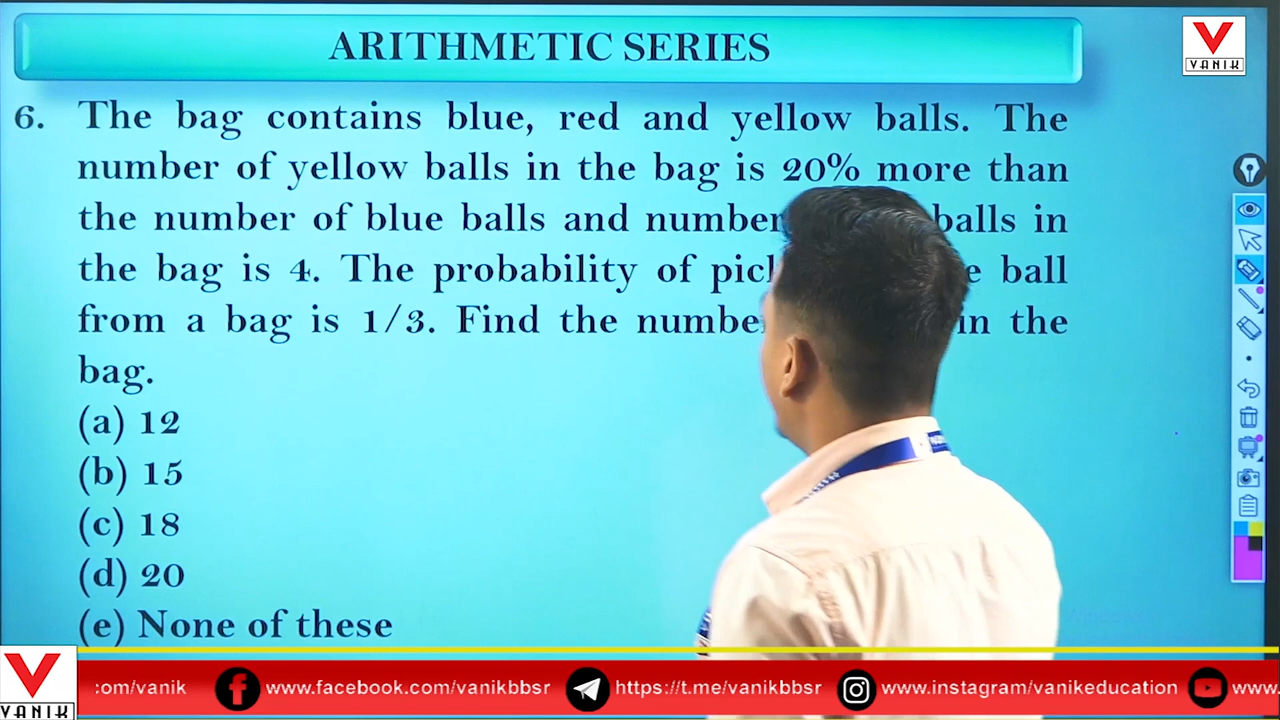 ARITHMETIC SERIES
VANIK
6. The bag contains blue, red and yellow balls. The
number of yellow balls in the bag is 20% more than
the number of blue balls and number balls in
the bag is 4. The probability of ball
from a bag is 1/3. Find the in the
bag.
(a) 12
(b) 15
(c) 18
(d) 20
(e) None of these
VANIK
:om/vanik
www.facebook.com/vanikbbsr
https://t.me/vanikbbsr
www.instagram/vanikeducation
www.